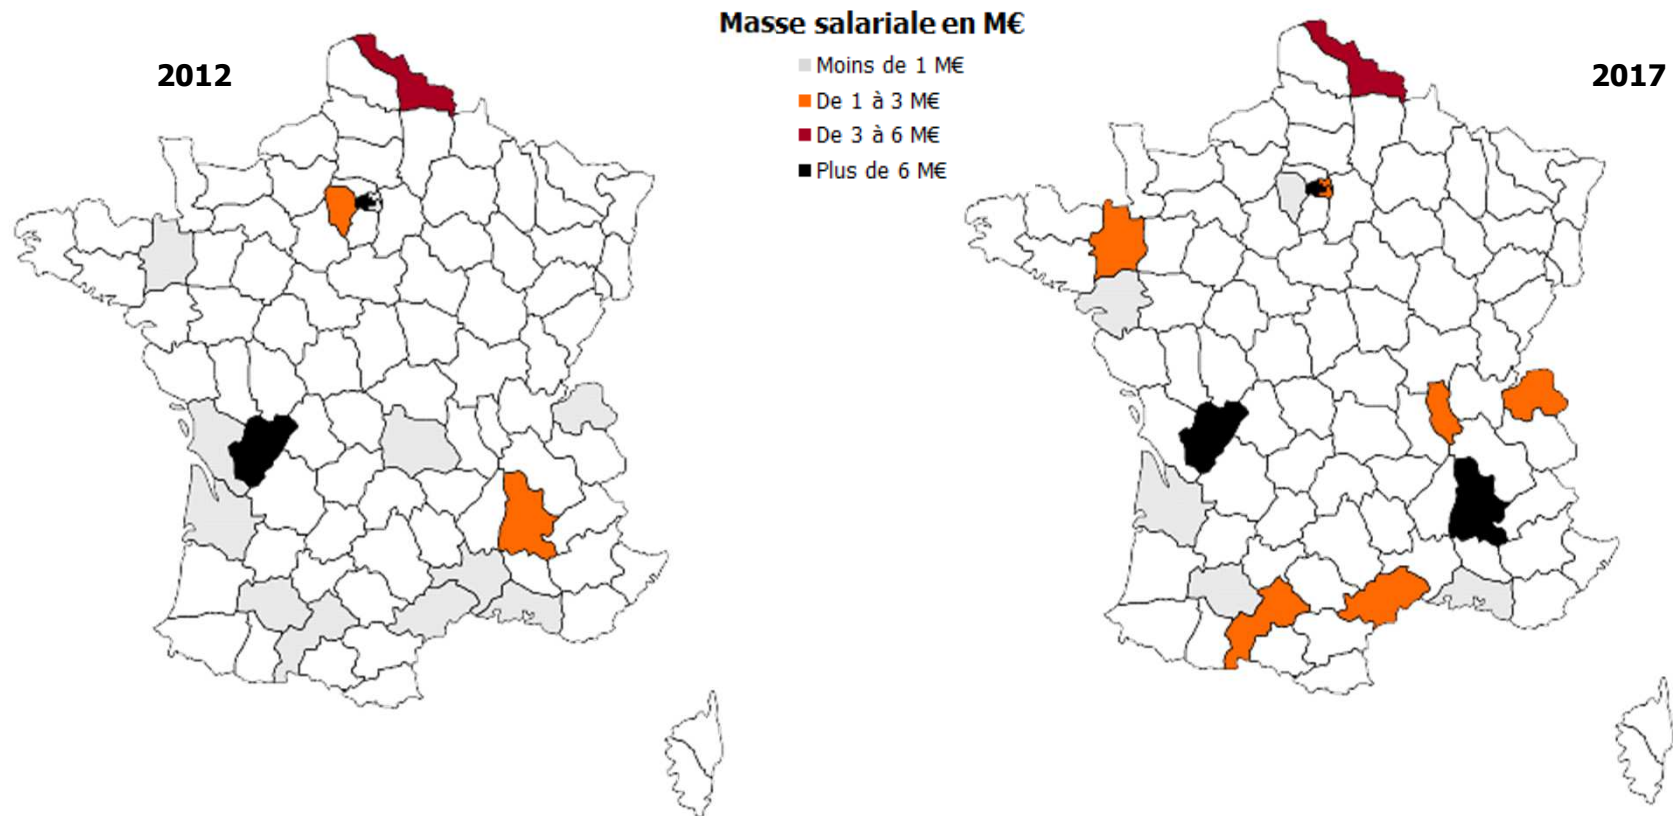 Masse salariale en M€
2012
Moins de 1 M€
De 1 à 3 M€
De 3 à 6 M€
Plus de 6 M€
2017